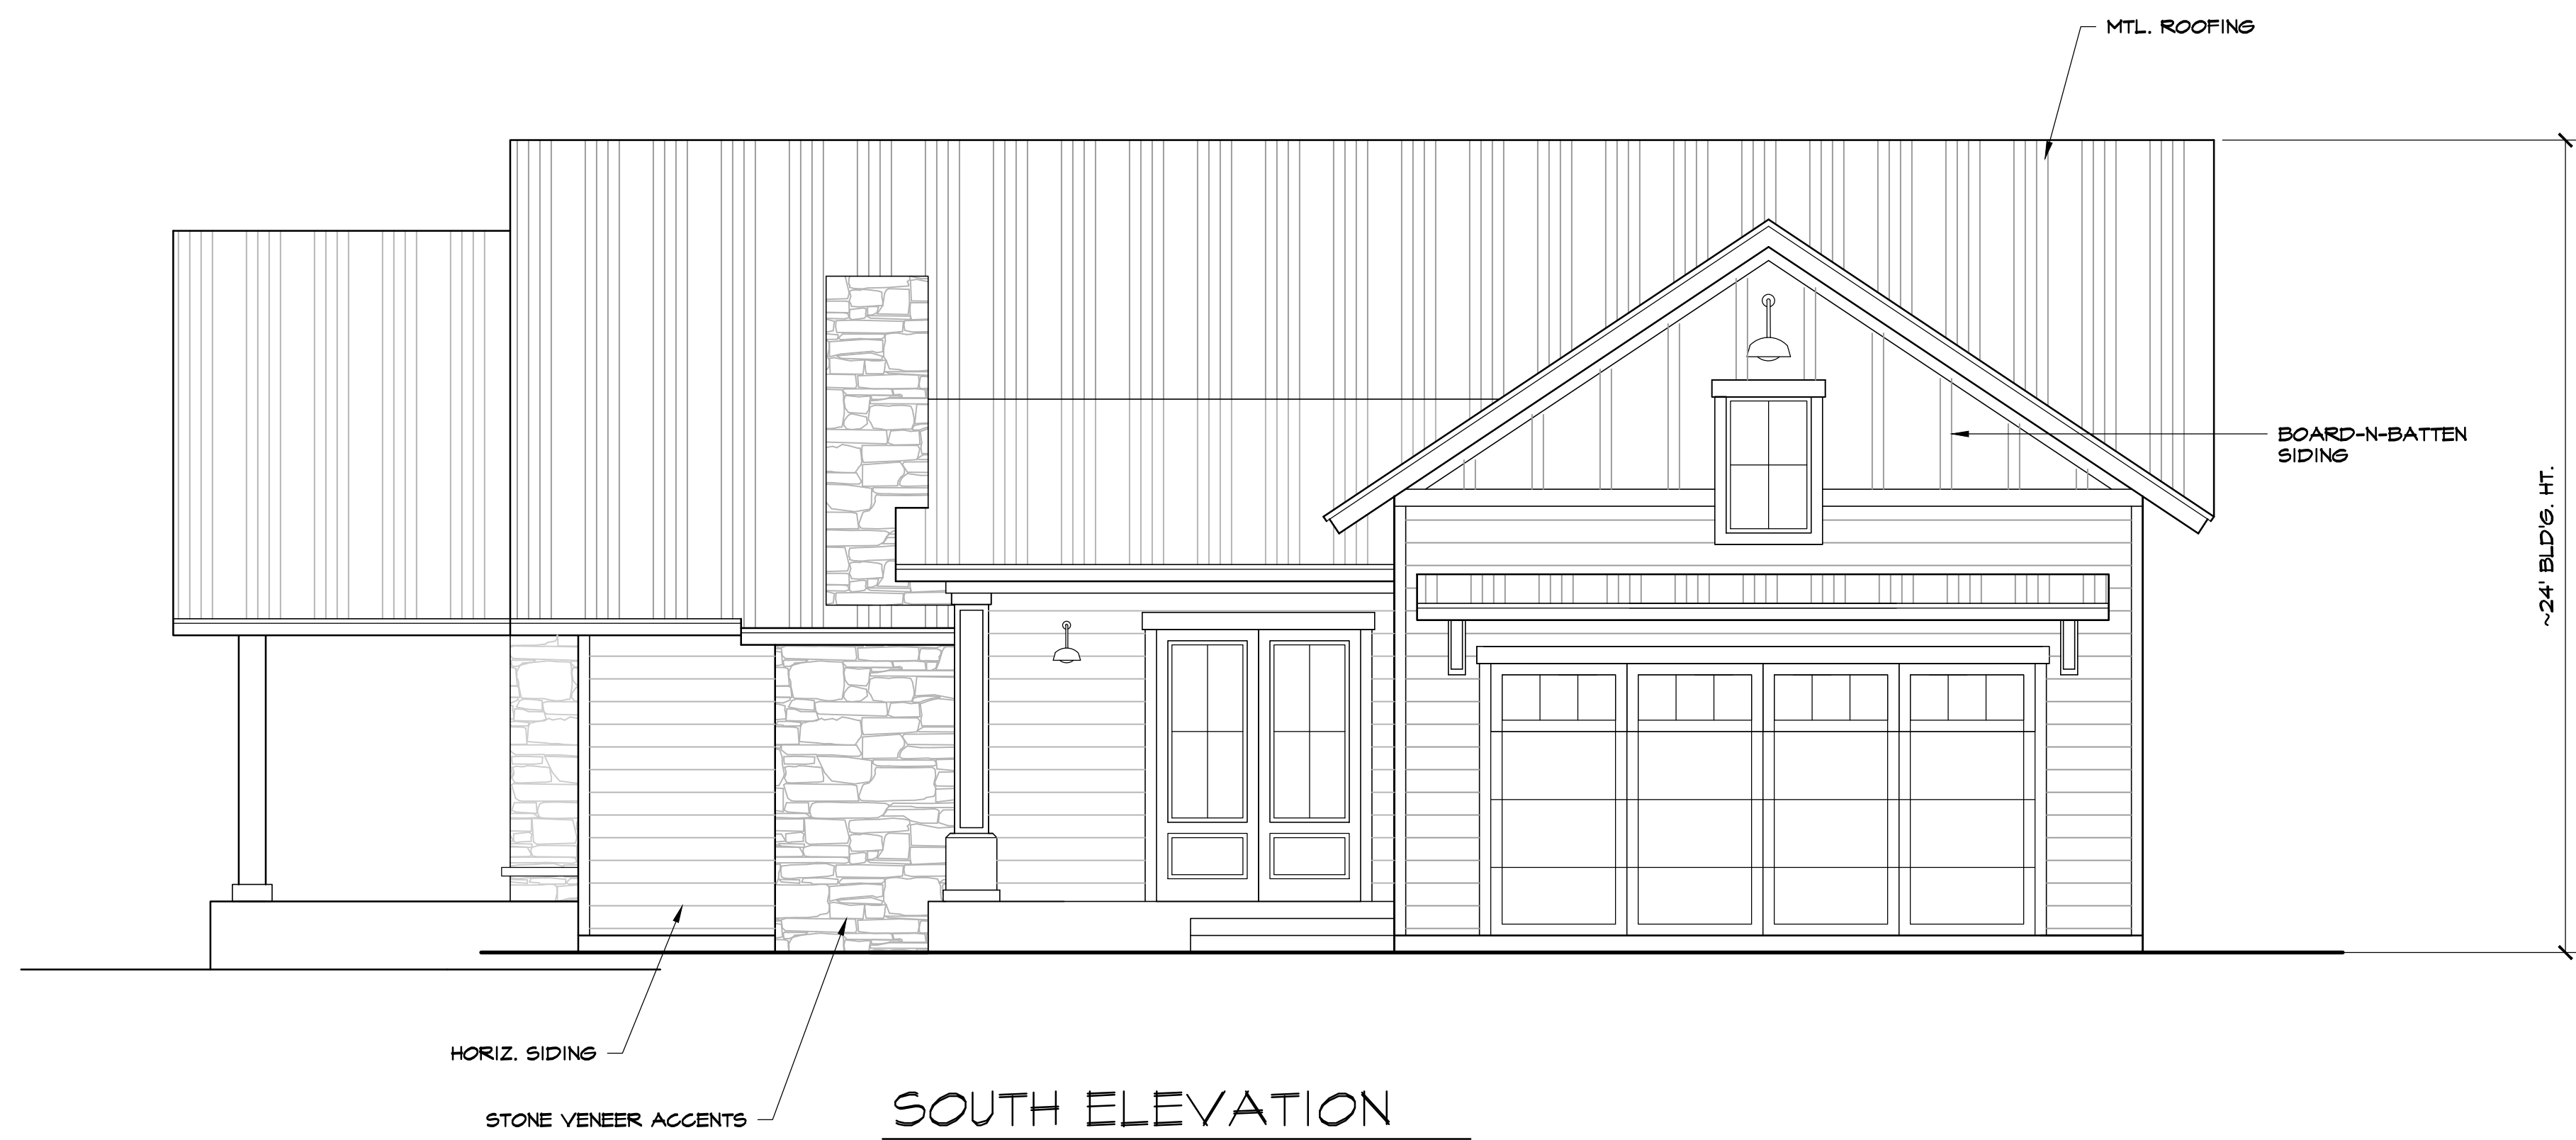 MTL. ROOFING
BOARD-N-BATTEN
SIDING
~24' BLD'G. HT.
HORIZ. SIDING
STONE VENEER ACCENTS
SOUTH ELEVATION